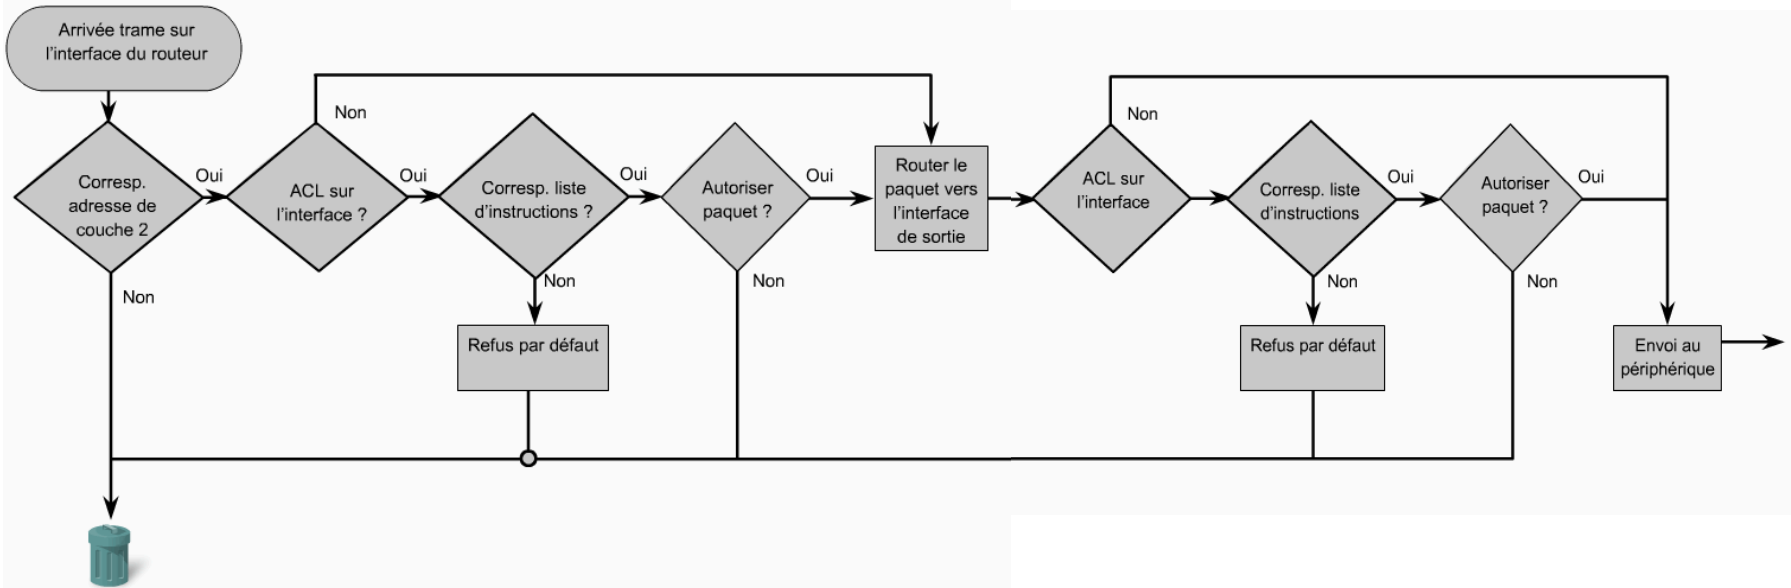 Arrivée trame sur
l'interface du routeur
Corresp.
adresse de
couche 2
Oui
Non
ACL sur
l'interface ?
Non
Oui
Corresp. liste
d'instructions ?
Oui
Non
Refus par défaut
Autoriser
paquet ?
Oui
Non
Router le
paquet vers
l'interface
de sortie
ACL sur
l'interface
Non
Corresp. liste
d'instructions
Oui
Non
Refus par défaut
Autoriser
paquet ?
Oui
Non
Envoi au
périphérique